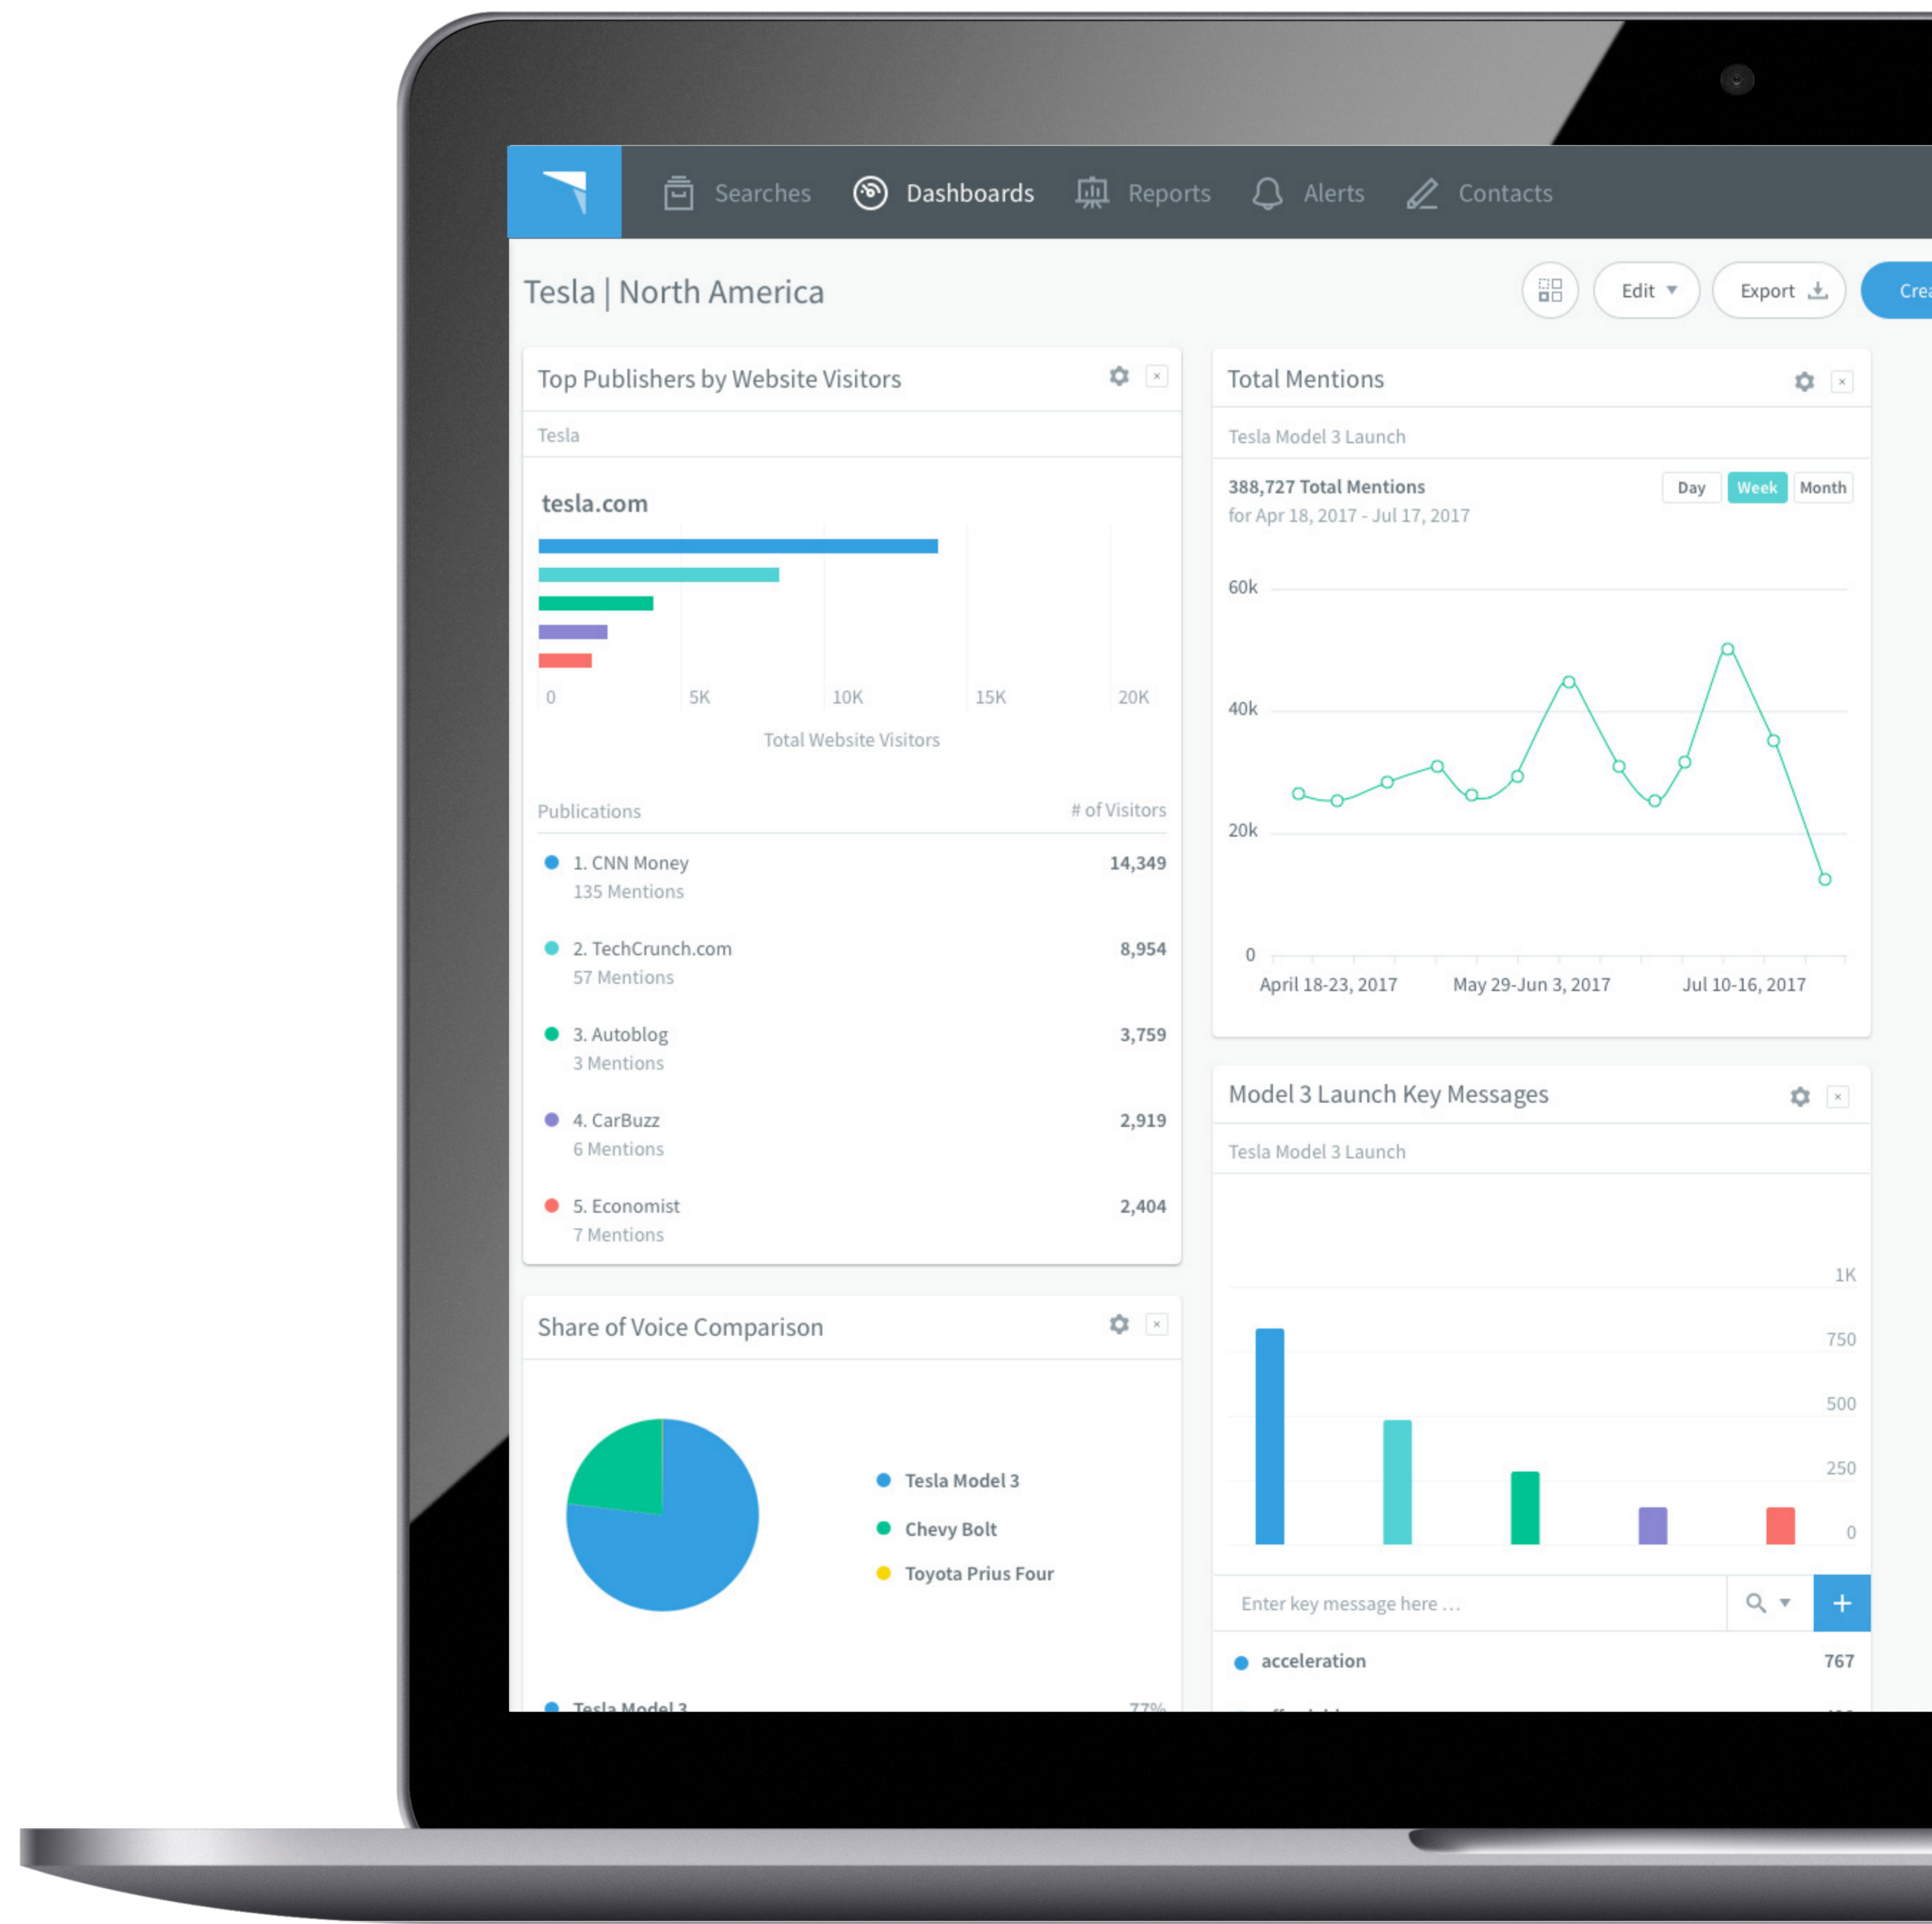 Searches
Dashboards
Reports
Alerts
Contacts
Tesla | North America
Edit
Export
Top Publishers by Website Visitors
Tesla
tesla.com
0 5K 10K 15K 20K
Total Website Visitors
Publications # of Visitors
1. CNN Money 14,349
135 Mentions
2. TechCrunch.com 8,954
57 Mentions
3. Autoblog 3,759
3 Mentions
4. CarBuzz 2,919
6 Mentions
5. Economist 2,404
7 Mentions
Share of Voice Comparison
Tesla Model 3
Chevy Bolt
Toyota Prius Four
Tesla Model 3 77%
Total Mentions
Tesla Model 3 Launch
388,727 Total Mentions
Day Week Month
for Apr 18, 2017 - Jul 17, 2017
60k
40k
20k
0
April 18-23, 2017 May 29-Jun 3, 2017 Jul 10-16, 2017
Model 3 Launch Key Messages
Tesla Model 3 Launch
1K
750
500
250
0
Enter key message here ...
acceleration 767